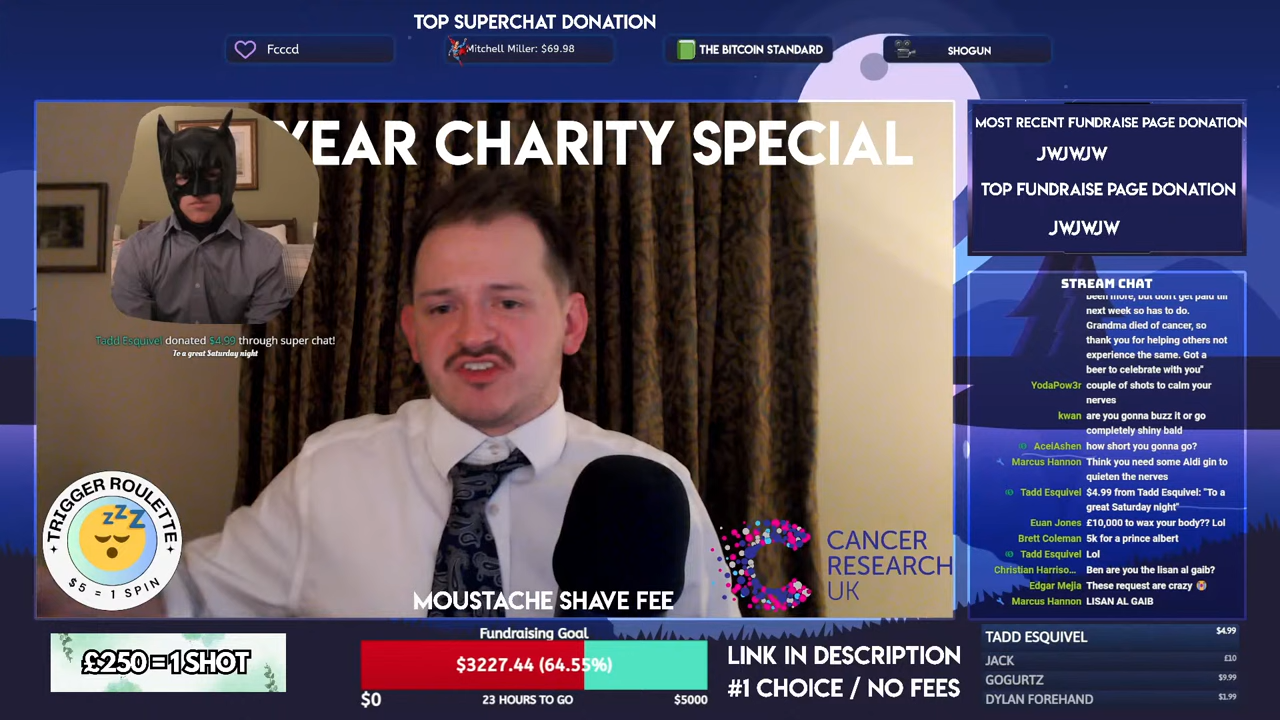 TOP SUPERCHAT DONATION
Fcccd
Mitchell Miller: $69.98
THE BITCOIN STANDARD
SHOGUN
YEAR CHARITY SPECIAL
Tadd Esquivel donated $4.99 through super chat!
To a great Saturday night
TRIGGER ROULETTE
zzZ
$5 = 1 SPIN
CANCER
RESEARCH
UK
MOUSTACHE SHAVE FEE
MOST RECENT FUNDRAISE PAGE DONATION
JWJWJW
TOP FUNDRAISE PAGE DONATION
JWJWJW
STREAM CHAT
been more, but don't get paid till
next week so has to do.
Grandma died of cancer, so
thank you for helping others not
experience the same. Got a
beer to celebrate with you"
YodaPow3r couple of shots to calm your
nerves
kwan are you gonna buzz it or go
completely shiny bald
AcelAshen how short you gonna go?
Marcus Hannon Think you need some Aldi gin to
quieten the nerves
Tadd Esquivel $4.99 from Tadd Esquivel: "To a
great Saturday night"
Euan Jones £10,000 to wax your body?? Lol
Brett Coleman 5k for a prince albert
Tadd Esquivel Lol
Christian Harriso... Ben are you the lisan al gaib?
Edgar Mejia These request are crazy
Marcus Hannon LISAN AL GAIB
£250 = 1 SHOT
Fundraising Goal
$3227.44 (64.55%)
$0
23 HOURS TO GO
$5000
LINK IN DESCRIPTION
#1 CHOICE / NO FEES
TADD ESQUIVEL $4.99
JACK £10
GOGURTZ $9.99
DYLAN FOREHAND $1.99